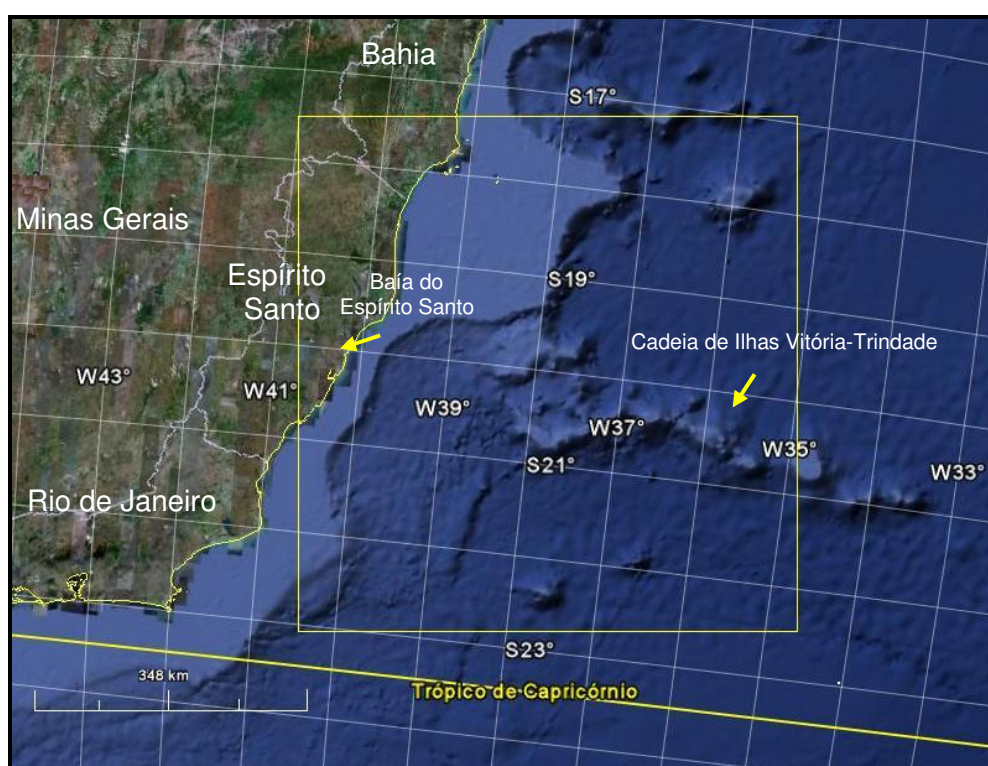 Bahia
S17°
Minas Gerais
Espírito
Santo
Baía do
Espírito Santo
S19°
Cadeia de Ilhas Vitória-Trindade
W43°
W41°
W39°
W37°
W35°
W33°
S21°
Rio de Janeiro
S23°
348 km
Trópico de Capricórnio